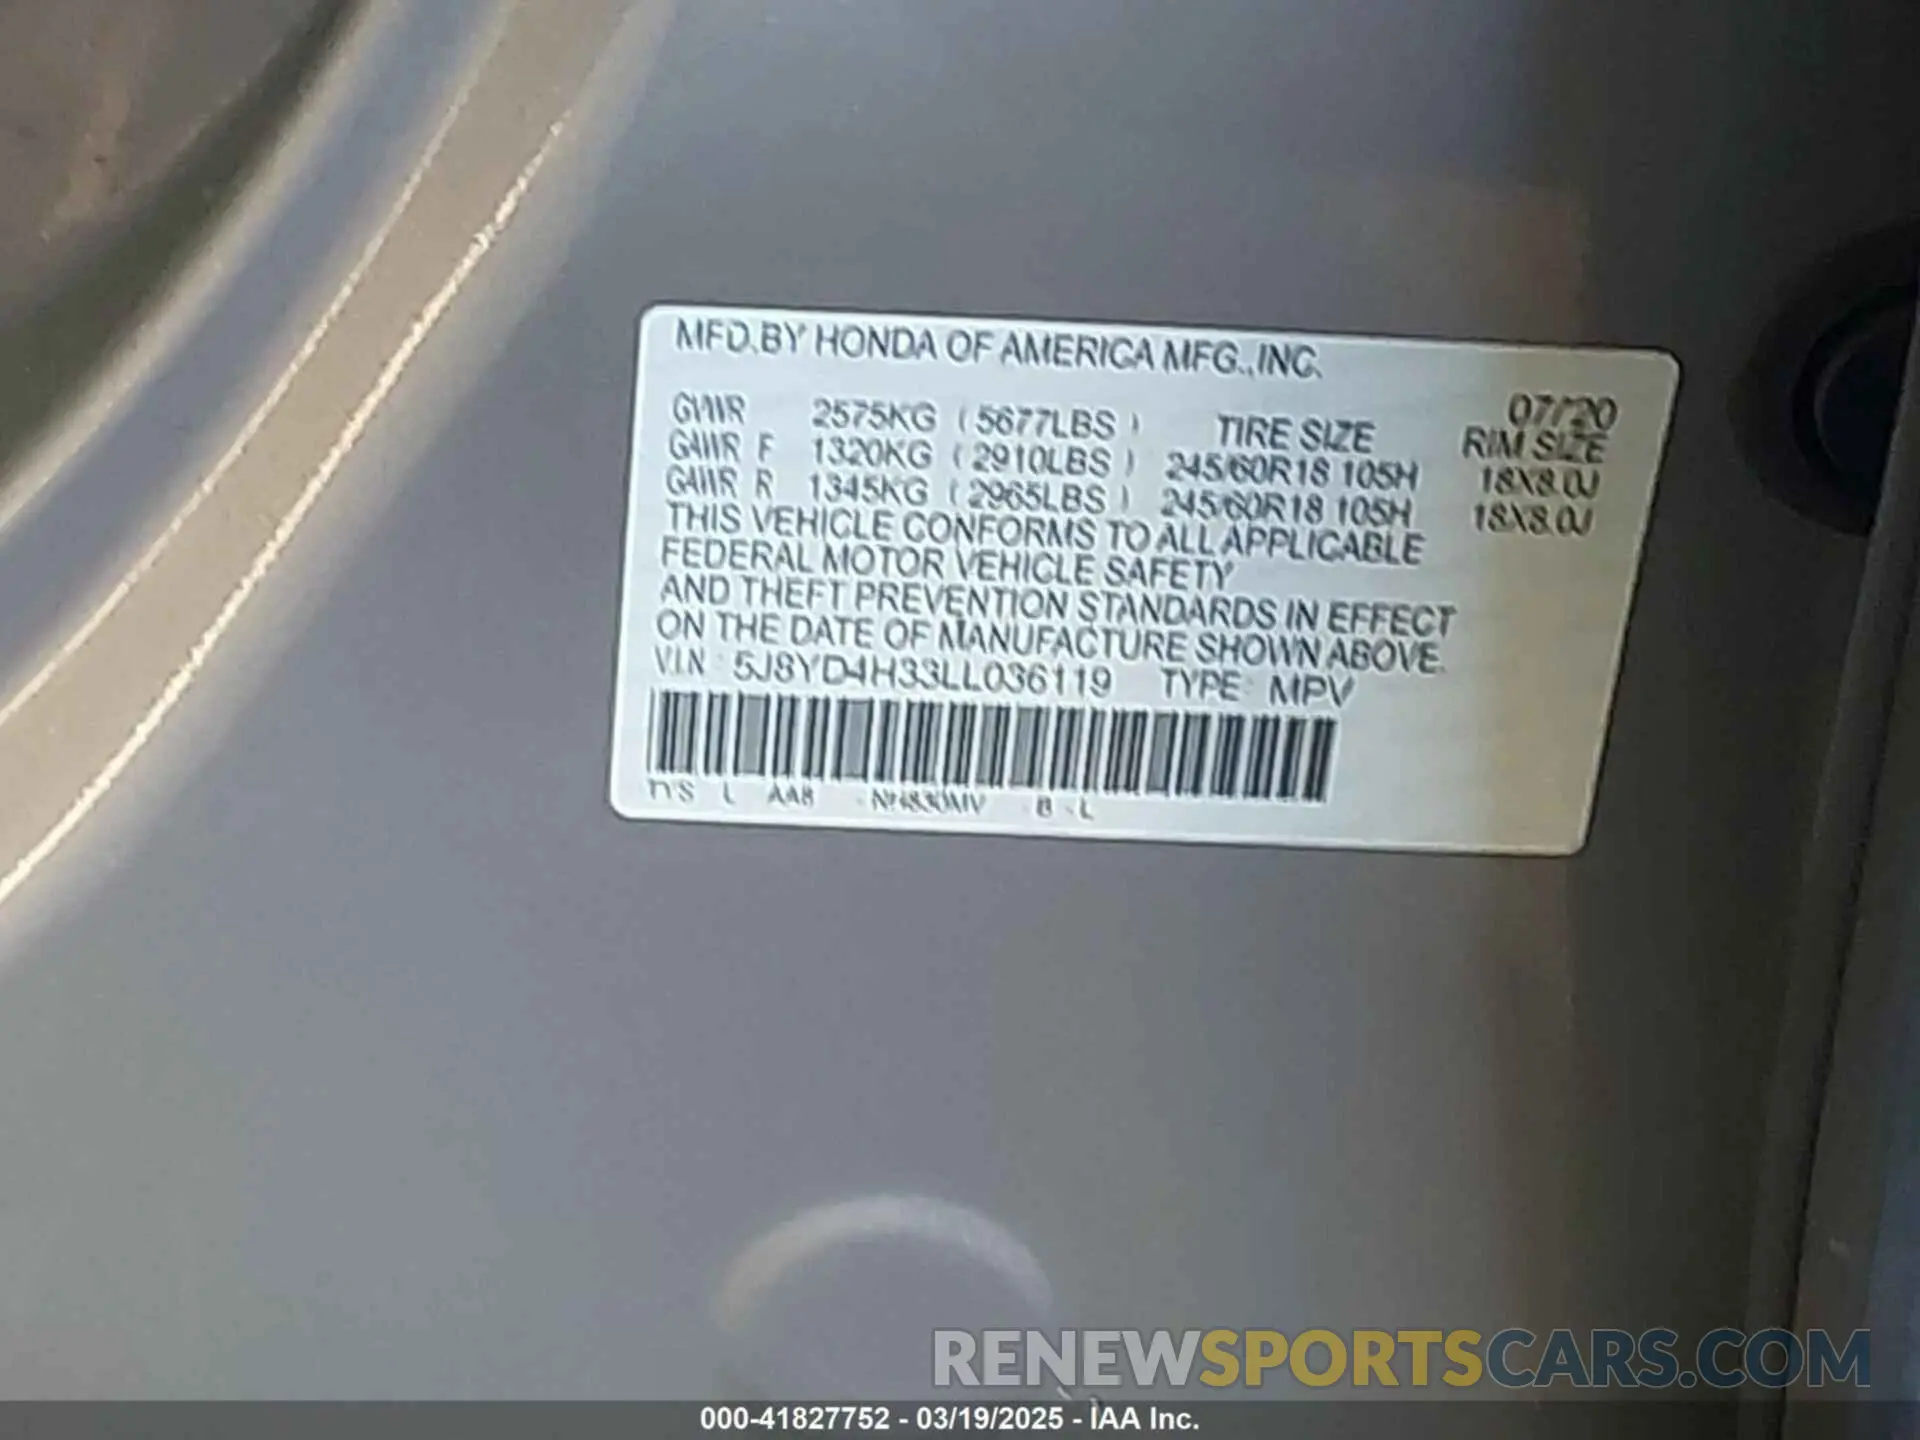 MFD.BY HONDA OF AMERICA MFG.,INC.
07/20
GVWR 2575KG (5677LBS) TIRE SIZE RIM SIZE
GAWR F 1320KG (2910LBS) 245/60R18 105H 18X8.0J
GAWR R 1345KG (2965LBS) 245/60R18 105H 18X8.0J
THIS VEHICLE CONFORMS TO ALL APPLICABLE
FEDERAL MOTOR VEHICLE SAFETY
AND THEFT PREVENTION STANDARDS IN EFFECT
ON THE DATE OF MANUFACTURE SHOWN ABOVE.
V.I.N : 5J8YD4H33LL036119 TYPE: MPV
TYS L AAB - B - L
RENEWSPORTSCARS.COM
000-41827752 - 03/19/2025 - IAA Inc.